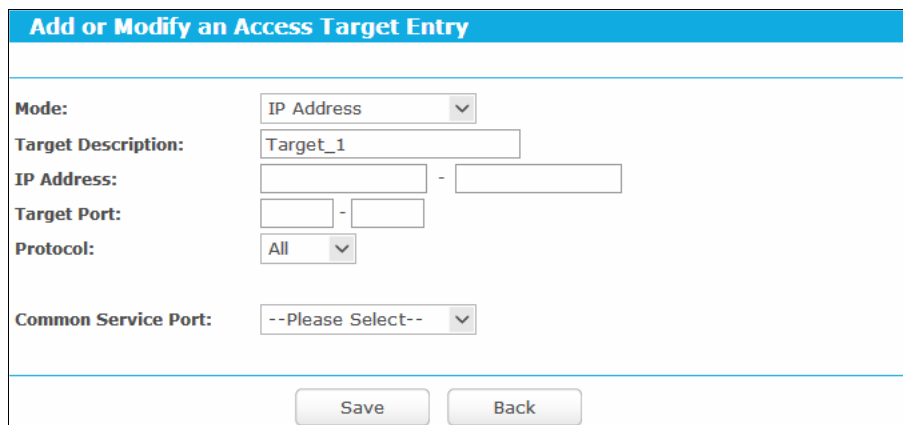 Add or Modify an Access Target Entry
Mode: IP Address
Target Description: Target_1
IP Address: -
Target Port: -
Protocol: All
Common Service Port: --Please Select--
Save Back